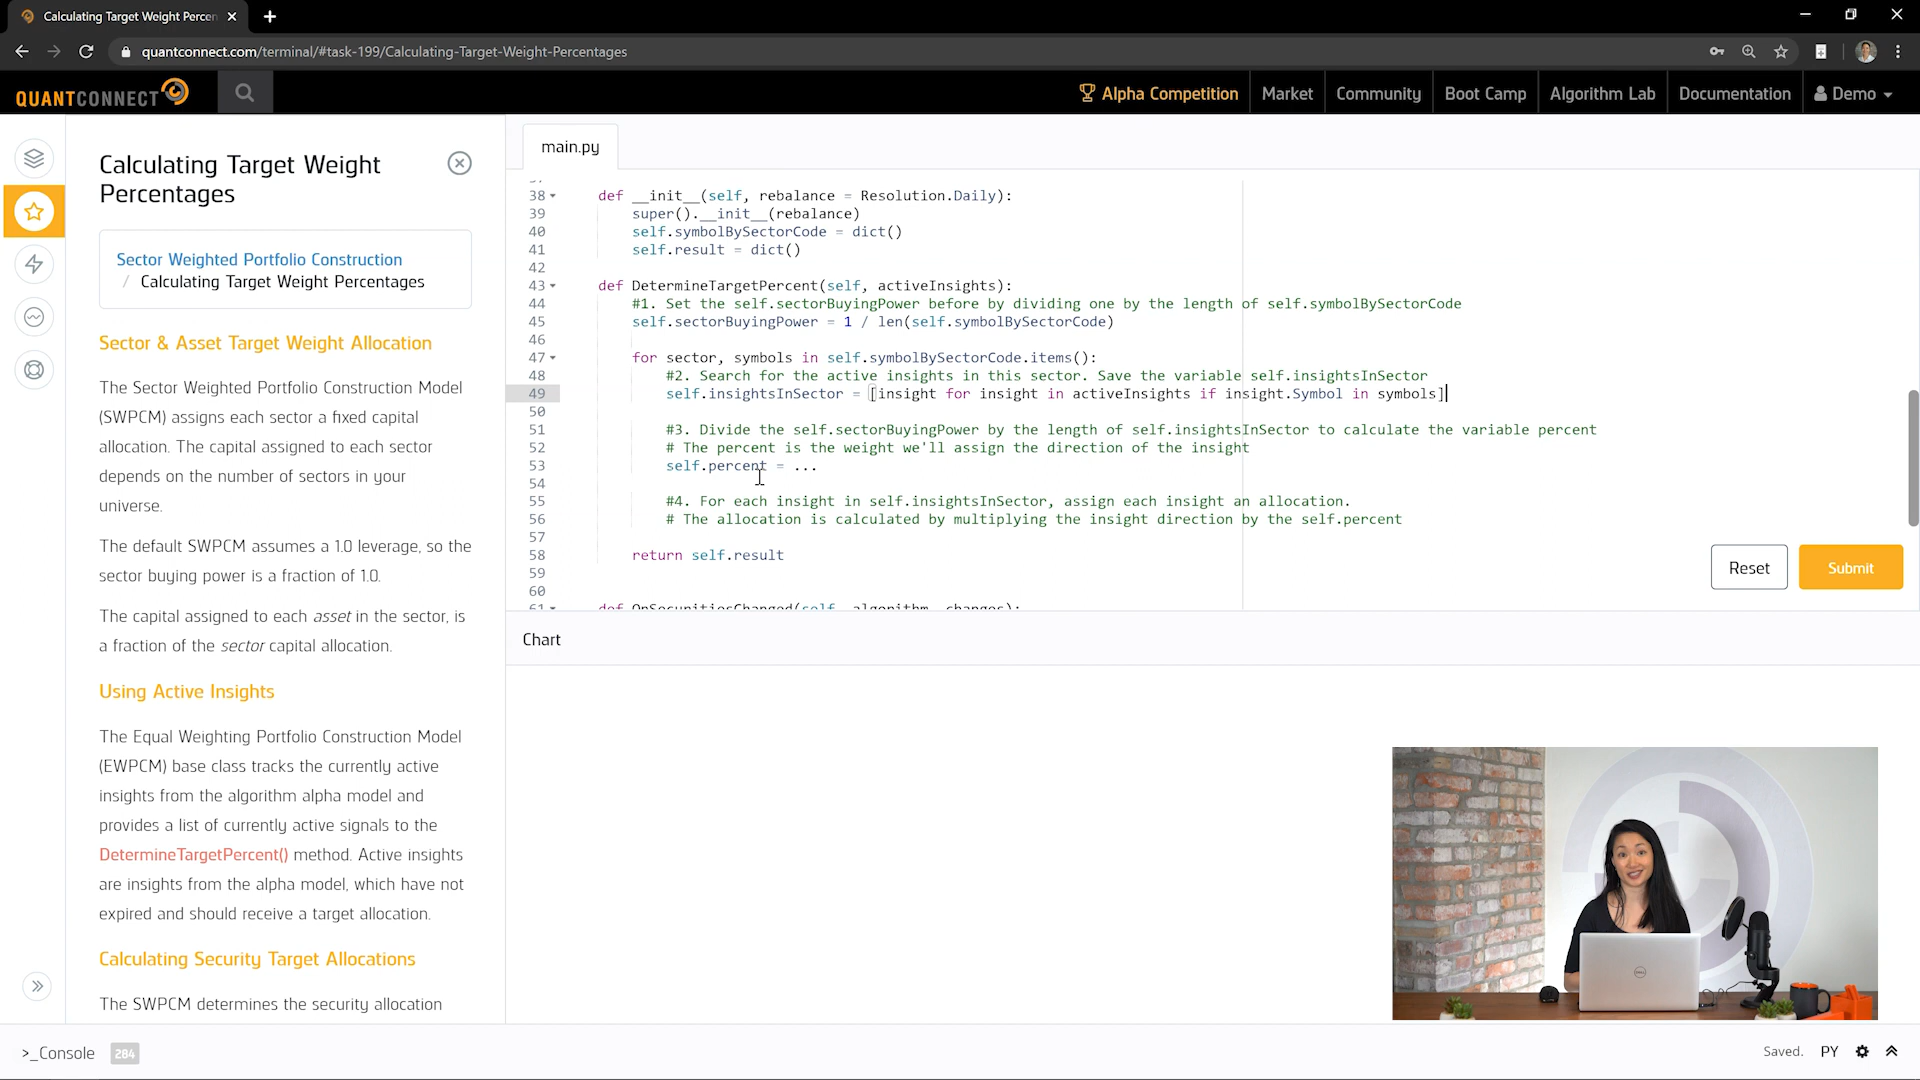 Calculating Target Weight Percen
quantconnect.com/terminal/#task-199/Calculating-Target-Weight-Percentages
QUANTCONNECT
Alpha Competition
Market
Community
Boot Camp
Algorithm Lab
Documentation
Demo
Calculating Target Weight
Percentages
Sector Weighted Portfolio Construction
/ Calculating Target Weight Percentages
Sector & Asset Target Weight Allocation
The Sector Weighted Portfolio Construction Model
(SWPCM) assigns each sector a fixed capital
allocation. The capital assigned to each sector
depends on the number of sectors in your
universe.
The default SWPCM assumes a 1.0 leverage, so the
sector buying power is a fraction of 1.0.
The capital assigned to each asset in the sector, is
a fraction of the sector capital allocation.
Using Active Insights
The Equal Weighting Portfolio Construction Model
(EWPCM) base class tracks the currently active
insights from the algorithm alpha model and
provides a list of currently active signals to the
DetermineTargetPercent() method. Active insights
are insights from the alpha model, which have not
expired and should receive a target allocation.
Calculating Security Target Allocations
The SWPCM determines the security allocation
main.py
37
38 def __init__(self, rebalance = Resolution.Daily):
39 super().__init__(rebalance)
40 self.symbolBySectorCode = dict()
41 self.result = dict()
42
43 def DetermineTargetPercent(self, activeInsights):
44 #1. Set the self.sectorBuyingPower before by dividing one by the length of self.symbolBySectorCode
45 self.sectorBuyingPower = 1 / len(self.symbolBySectorCode)
46
47 for sector, symbols in self.symbolBySectorCode.items():
48 #2. Search for the active insights in this sector. Save the variable self.insightsInSector
49 self.insightsInSector = [insight for insight in activeInsights if insight.Symbol in symbols]
50
51 #3. Divide the self.sectorBuyingPower by the length of self.insightsInSector to calculate the variable percent
52 # The percent is the weight we'll assign the direction of the insight
53 self.percent = ...
54
55 #4. For each insight in self.insightsInSector, assign each insight an allocation.
56 # The allocation is calculated by multiplying the insight direction by the self.percent
57
58 return self.result
59
60
61 def OnSecuritiesChanged(self, algorithm, changes):
Reset
Submit
Chart
DELL
>_Console 284
Saved.
PY